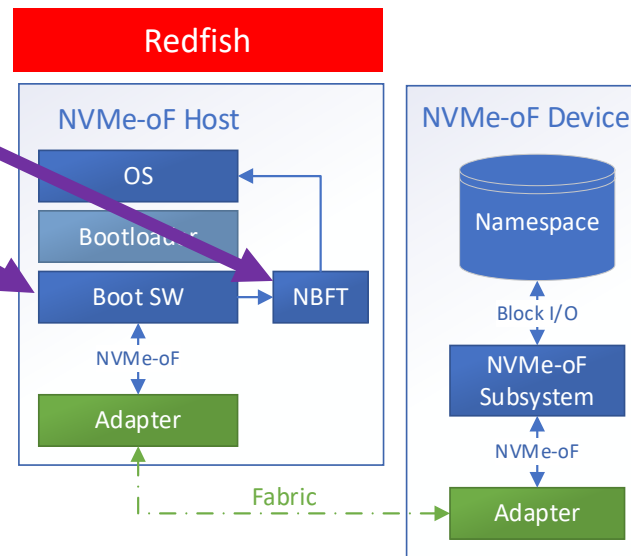 Redfish
NVMe-oF Host
OS
Bootloader
Boot SW
NBFT
NVMe-oF
Adapter
Fabric
NVMe-oF Device
Namespace
Block I/O
NVMe-oF
Subsystem
NVMe-oF
Adapter